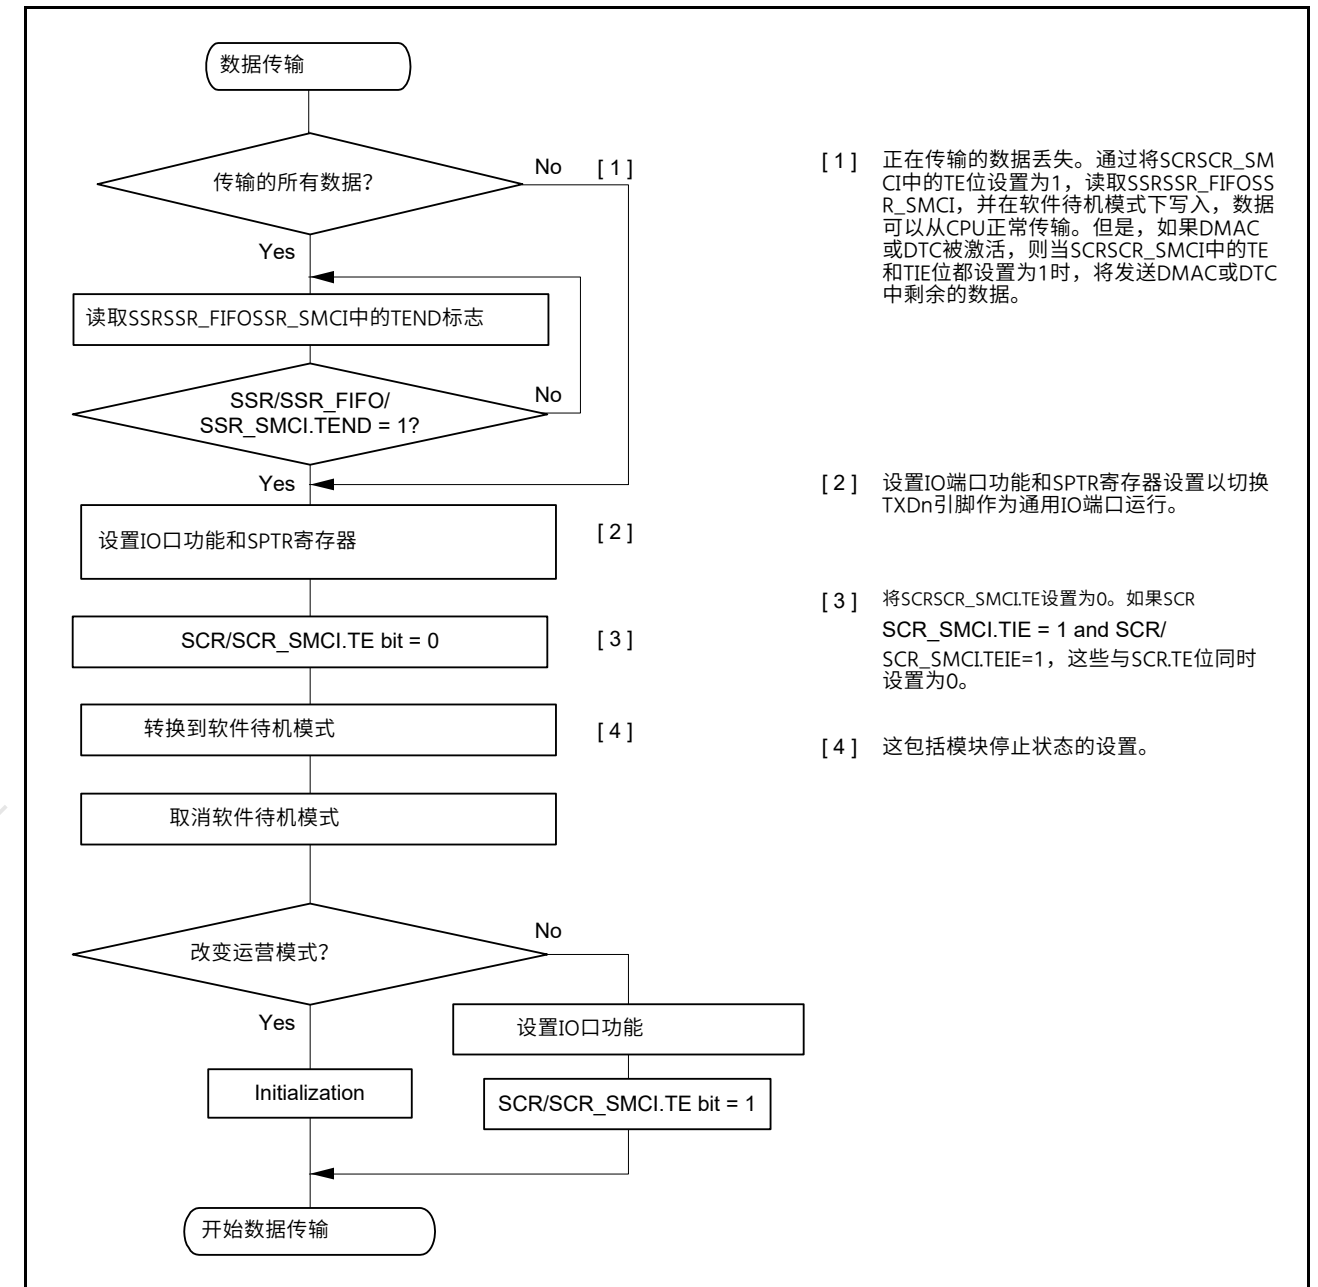 数据传输
传输的所有数据？
No
[ 1 ]
Yes
读取SSRSSR_FIFOSSR_SMCI中的TEND标志
SSR/SSR_FIFO/
SSR_SMCI.TEND = 1?
No
Yes
设置IO口功能和SPTR寄存器
[ 2 ]
SCR/SCR_SMCI.TE bit = 0
[ 3 ]
转换到软件待机模式
[ 4 ]
取消软件待机模式
改变运营模式？
No
Yes
设置IO口功能
Initialization
SCR/SCR_SMCI.TE bit = 1
开始数据传输
[ 1 ] 正在传输的数据丢失。通过将SCRSCR_SM
CI中的TE位设置为1，读取SSRSSR_FIFOSS
R_SMCI，并在软件待机模式下写入，数据
可以从CPU正常传输。但是，如果DMAC
或DTC被激活，则当SCRSCR_SMCI中的TE
和TIE位都设置为1时，将发送DMAC或DTC
中剩余的数据。
[ 2 ] 设置IO端口功能和SPTR寄存器设置以切换
TXDn引脚作为通用IO端口运行。
[ 3 ] 将SCRSCR_SMCI.TE设置为0。如果SCR
SCR_SMCI.TIE = 1 and SCR/
SCR_SMCI.TEIE=1，这些与SCR.TE位同时
设置为0。
[ 4 ] 这包括模块停止状态的设置。